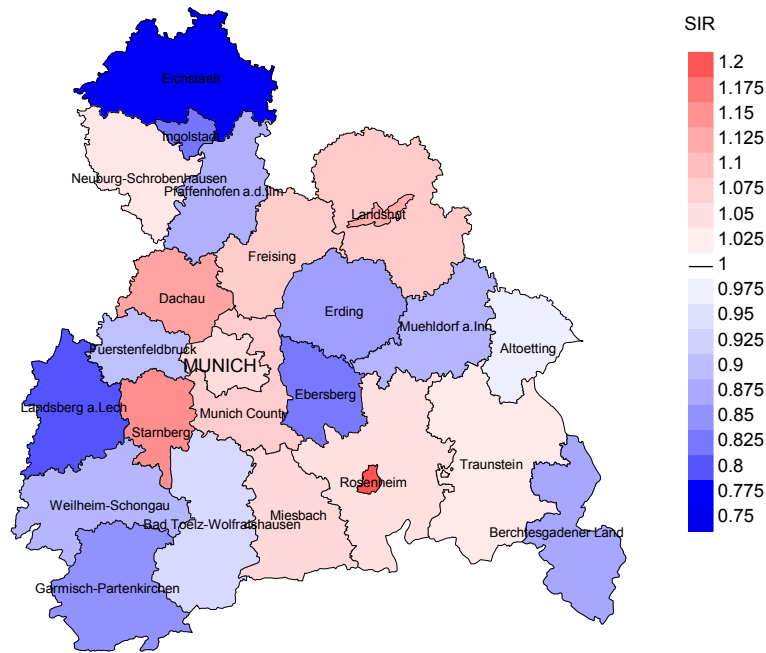 SIR
Eichstaett
Ingolstadt
Neuburg-Schrobenhausen
Pfaffenhofen a.d.Ilm
Landshut
Freising
Dachau
Erding
Muehldorf a.Inn
Altoetting
Fuerstenfeldbruck
MUNICH
Ebersberg
Landsberg a.Lech
Starnberg
Munich County
Traunstein
Rosenheim
Weilheim-Schongau
Miesbach
Bad Toelz-Wolfratshausen
Berchtesgadener Land
Garmisch-Partenkirchen
1.2
1.175
1.15
1.125
1.1
1.075
1.05
1.025
1
0.975
0.95
0.925
0.9
0.875
0.85
0.825
0.8
0.775
0.75